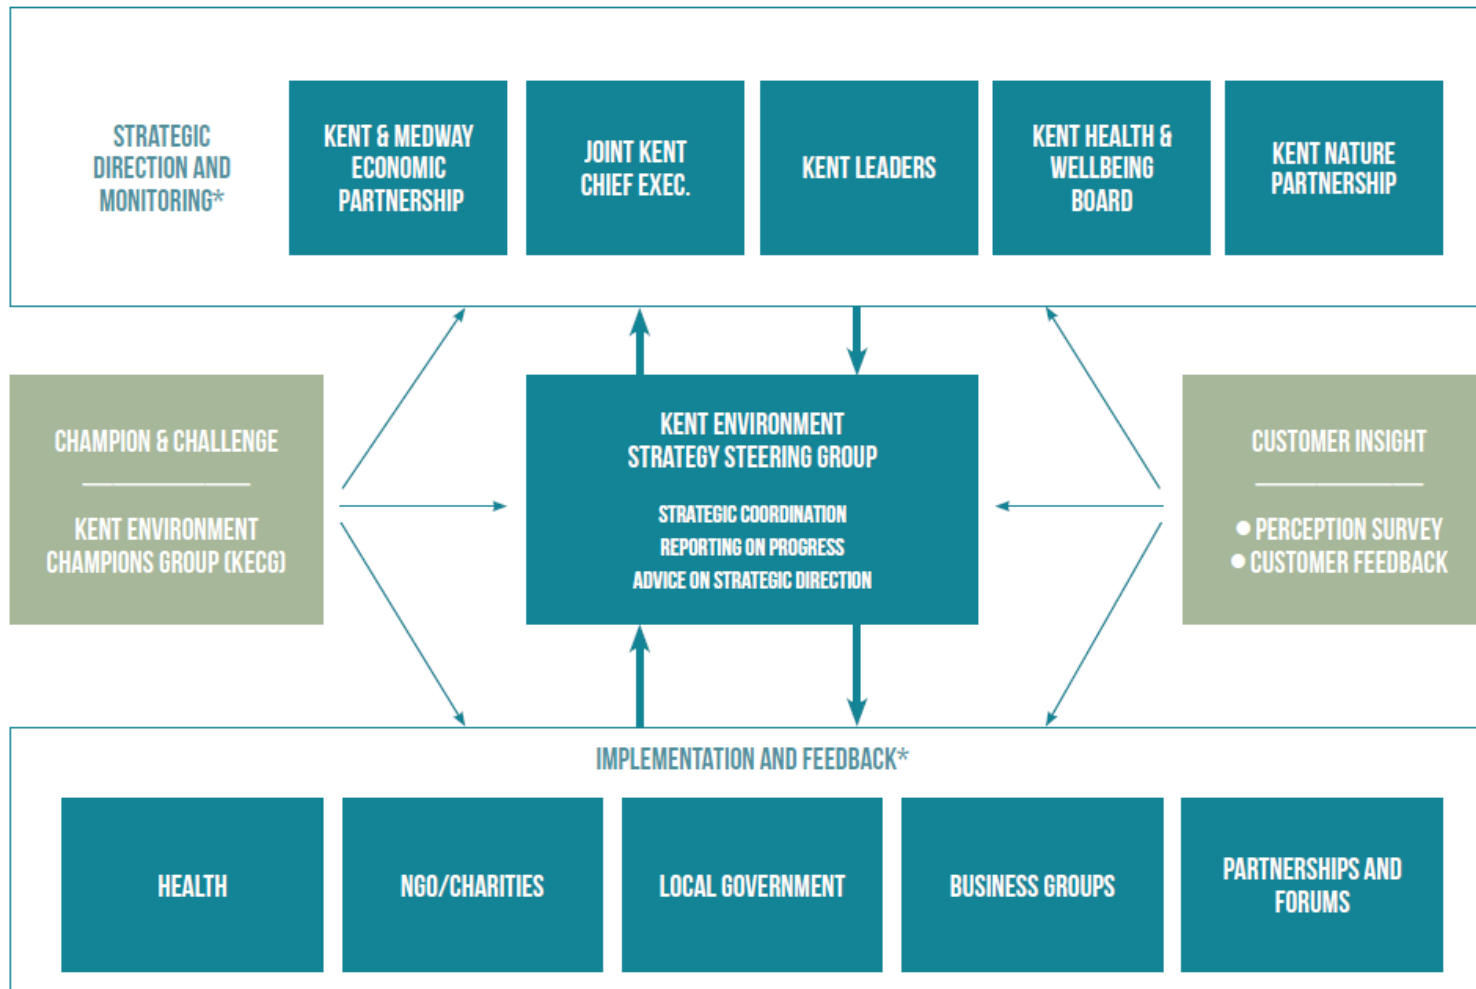 STRATEGIC
DIRECTION AND
MONITORING*
KENT & MEDWAY
ECONOMIC
PARTNERSHIP
JOINT KENT
CHIEF EXEC.
KENT LEADERS
KENT HEALTH &
WELLBEING
BOARD
KENT NATURE
PARTNERSHIP
CHAMPION & CHALLENGE
KENT ENVIRONMENT
CHAMPIONS GROUP (KECG)
KENT ENVIRONMENT
STRATEGY STEERING GROUP
STRATEGIC COORDINATION
REPORTING ON PROGRESS
ADVICE ON STRATEGIC DIRECTION
CUSTOMER INSIGHT
● PERCEPTION SURVEY
● CUSTOMER FEEDBACK
IMPLEMENTATION AND FEEDBACK*
HEALTH
NGO/CHARITIES
LOCAL GOVERNMENT
BUSINESS GROUPS
PARTNERSHIPS AND
FORUMS